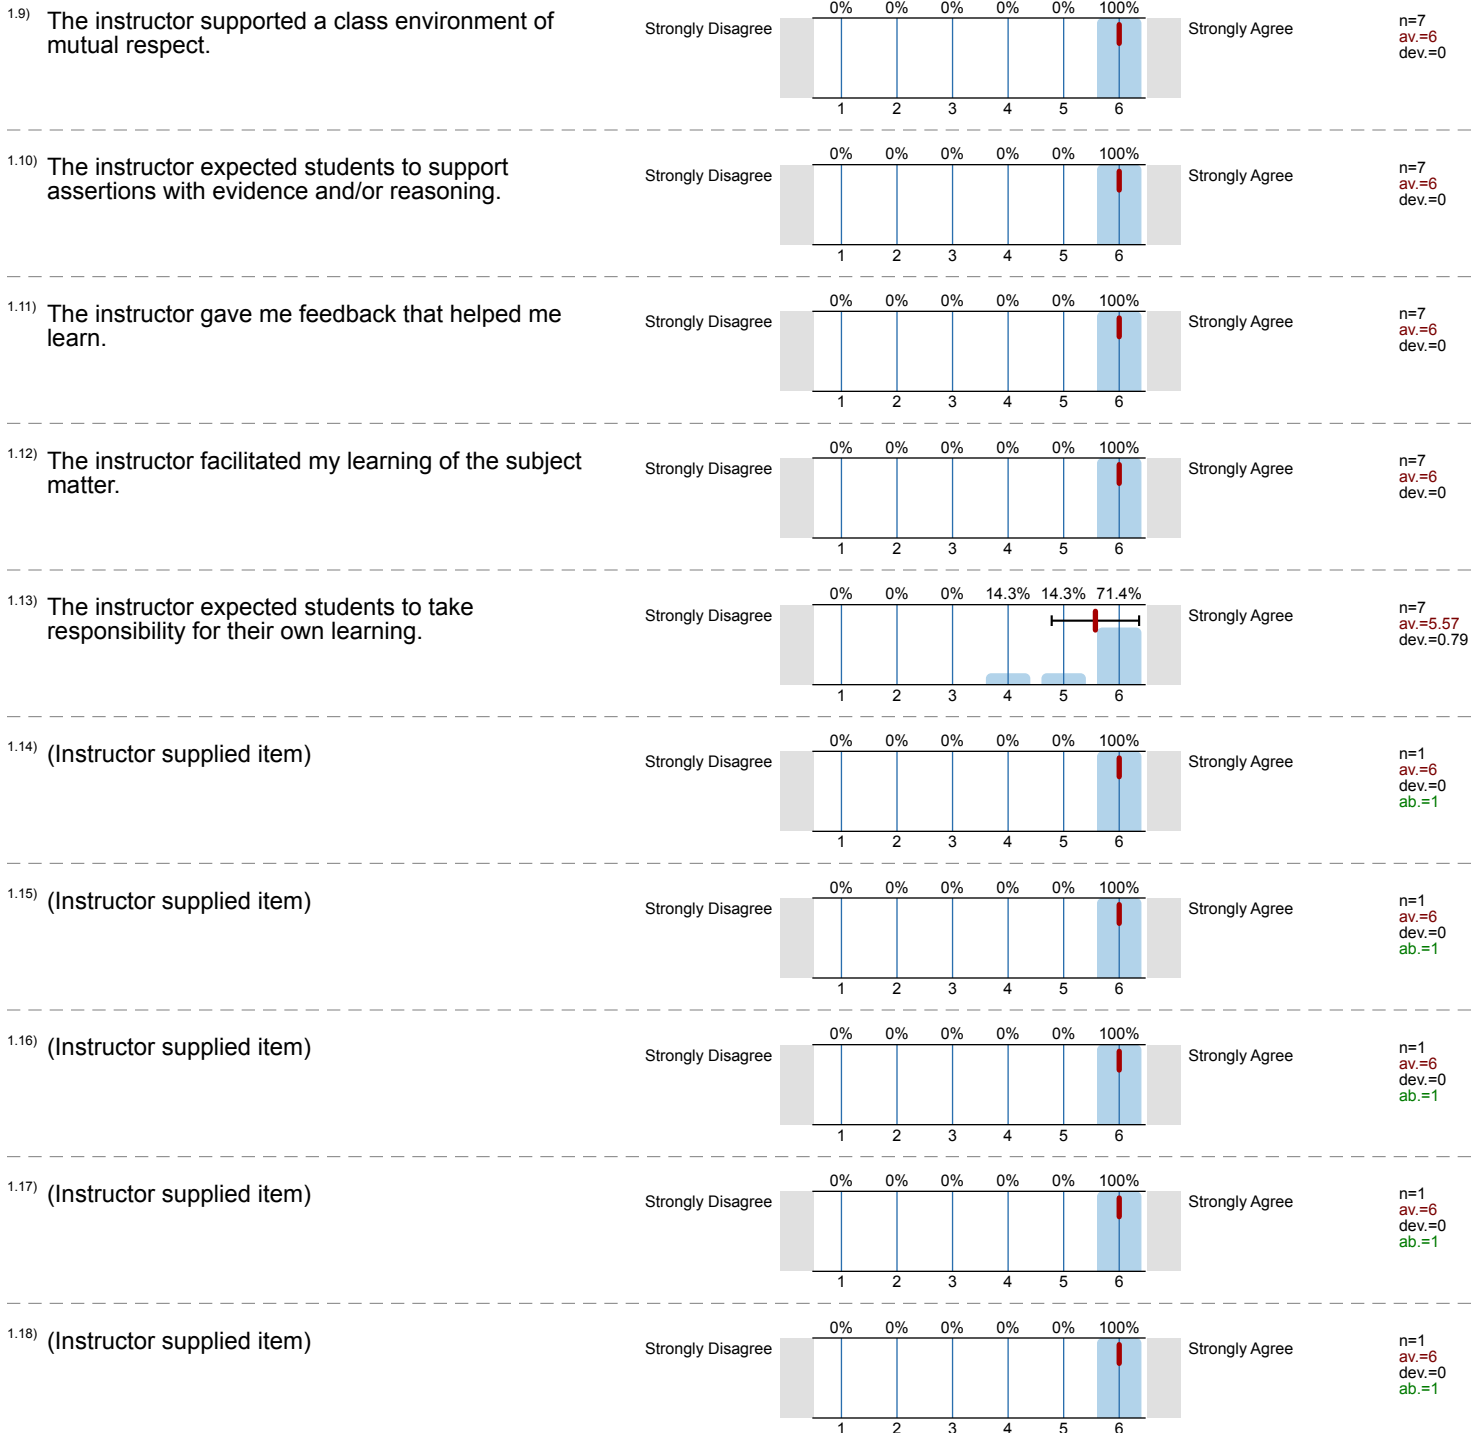 1.9) The instructor supported a class environment of
mutual respect.
Strongly Disagree
0% 0% 0% 0% 0% 100%
1 2 3 4 5 6
Strongly Agree
n=7
av.=6
dev.=0
1.10) The instructor expected students to support
assertions with evidence and/or reasoning.
Strongly Disagree
0% 0% 0% 0% 0% 100%
1 2 3 4 5 6
Strongly Agree
n=7
av.=6
dev.=0
1.11) The instructor gave me feedback that helped me
learn.
Strongly Disagree
0% 0% 0% 0% 0% 100%
1 2 3 4 5 6
Strongly Agree
n=7
av.=6
dev.=0
1.12) The instructor facilitated my learning of the subject
matter.
Strongly Disagree
0% 0% 0% 0% 0% 100%
1 2 3 4 5 6
Strongly Agree
n=7
av.=6
dev.=0
1.13) The instructor expected students to take
responsibility for their own learning.
Strongly Disagree
0% 0% 0% 14.3% 14.3% 71.4%
1 2 3 4 5 6
Strongly Agree
n=7
av.=5.57
dev.=0.79
1.14) (Instructor supplied item)
Strongly Disagree
0% 0% 0% 0% 0% 100%
1 2 3 4 5 6
Strongly Agree
n=1
av.=6
dev.=0
ab.=1
1.15) (Instructor supplied item)
Strongly Disagree
0% 0% 0% 0% 0% 100%
1 2 3 4 5 6
Strongly Agree
n=1
av.=6
dev.=0
ab.=1
1.16) (Instructor supplied item)
Strongly Disagree
0% 0% 0% 0% 0% 100%
1 2 3 4 5 6
Strongly Agree
n=1
av.=6
dev.=0
ab.=1
1.17) (Instructor supplied item)
Strongly Disagree
0% 0% 0% 0% 0% 100%
1 2 3 4 5 6
Strongly Agree
n=1
av.=6
dev.=0
ab.=1
1.18) (Instructor supplied item)
Strongly Disagree
0% 0% 0% 0% 0% 100%
1 2 3 4 5 6
Strongly Agree
n=1
av.=6
dev.=0
ab.=1